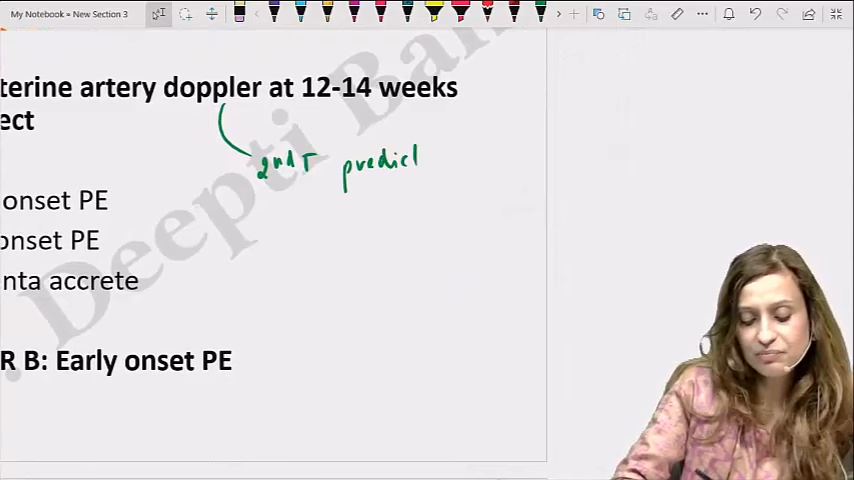 My Notebook » New Section 3
terine artery doppler at 12-14 weeks
ect
2nd T predict
onset PE
onset PE
nta accrete
R B: Early onset PE
Deepti Ba